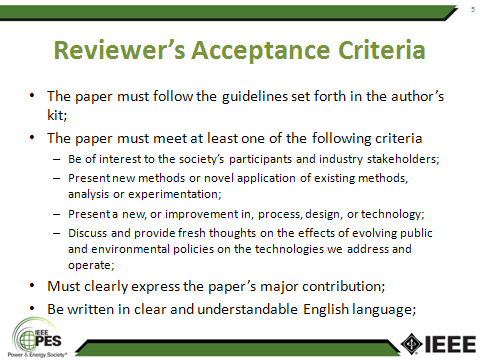 5
Reviewer's Acceptance Criteria
• The paper must follow the guidelines set forth in the author's
kit;
• The paper must meet at least one of the following criteria
– Be of interest to the society's participants and industry stakeholders;
– Present new methods or novel application of existing methods,
analysis or experimentation;
– Present a new, or improvement in, process, design, or technology;
– Discuss and provide fresh thoughts on the effects of evolving public
and environmental policies on the technologies we address and
operate;
• Must clearly express the paper's major contribution;
• Be written in clear and understandable English language;
IEEE
PES
Power & Energy Society®
IEEE